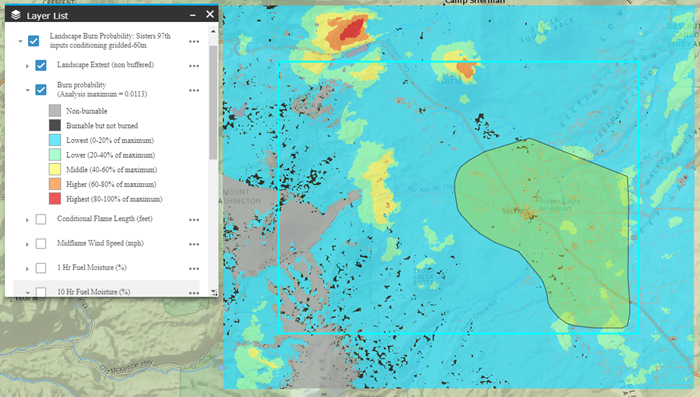 CRESCENT
Camp Sherman
Layer List
Landscape Burn Probability: Sisters 97th
inputs conditioning gridded-60m
Landscape Extent (non buffered)
Burn probability
(Analysis maximum = 0.0113)
Non-burnable
Burnable but not burned
Lowest (0-20% of maximum)
Lower (20-40% of maximum)
Middle (40-60% of maximum)
Higher (60-80% of maximum)
Highest (80-100% of maximum)
Conditional Flame Length (feet)
Midflame Wind Speed (mph)
1 Hr Fuel Moisture (%)
10 Hr Fuel Moisture (%)
MOUNT
WASHINGTON
Sisters
Airport